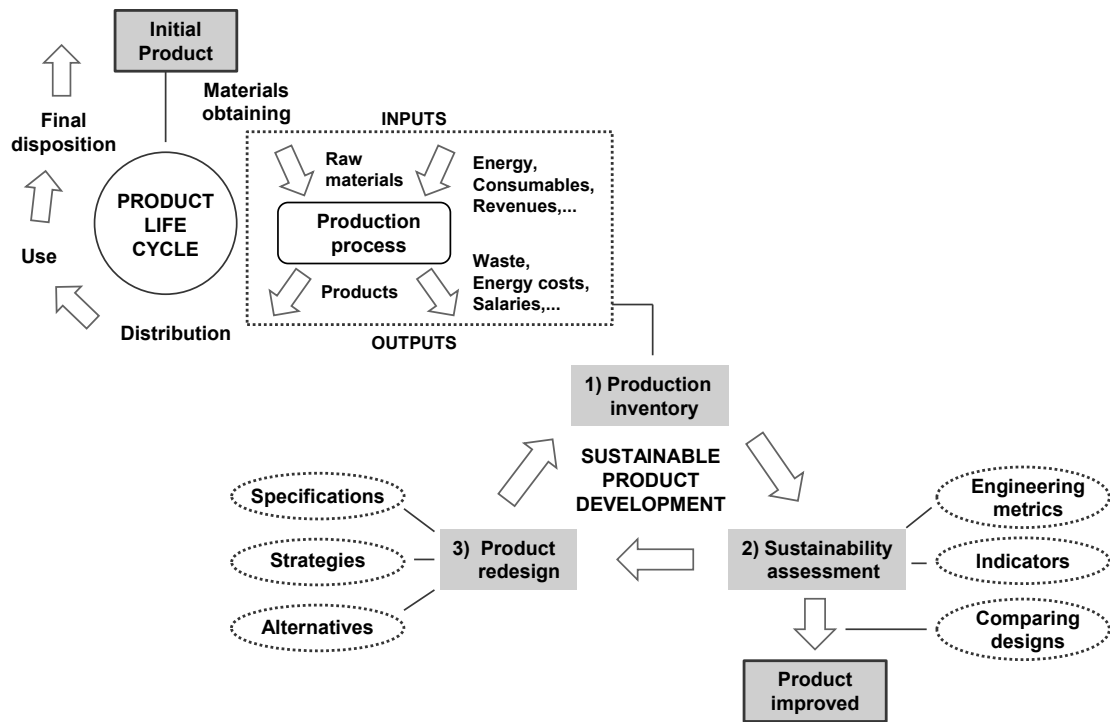 Initial
Product
Materials
obtaining
Final
disposition
PRODUCT
LIFE
CYCLE
Use
Distribution
INPUTS
Raw
materials
Energy,
Consumables,
Revenues,...
Production
process
Products
Waste,
Energy costs,
Salaries,...
OUTPUTS
1) Production
inventory
SUSTAINABLE
PRODUCT
DEVELOPMENT
Specifications
Strategies
Alternatives
3) Product
redesign
2) Sustainability
assessment
Engineering
metrics
Indicators
Comparing
designs
Product
improved